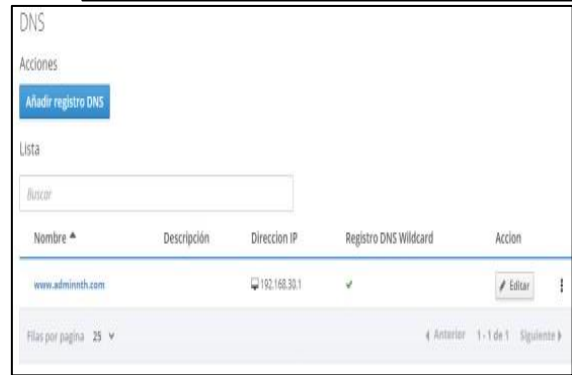 DNS
Acciones
Añadir registro DNS
Lista
Buscar
Nombre Descripción Direccion IP Registro DNS Wildcard Accion
www.adminnth.com 192.168.30.1 Editar
Filas por pagina 25 Anterior 1-1 de 1 Siguiente